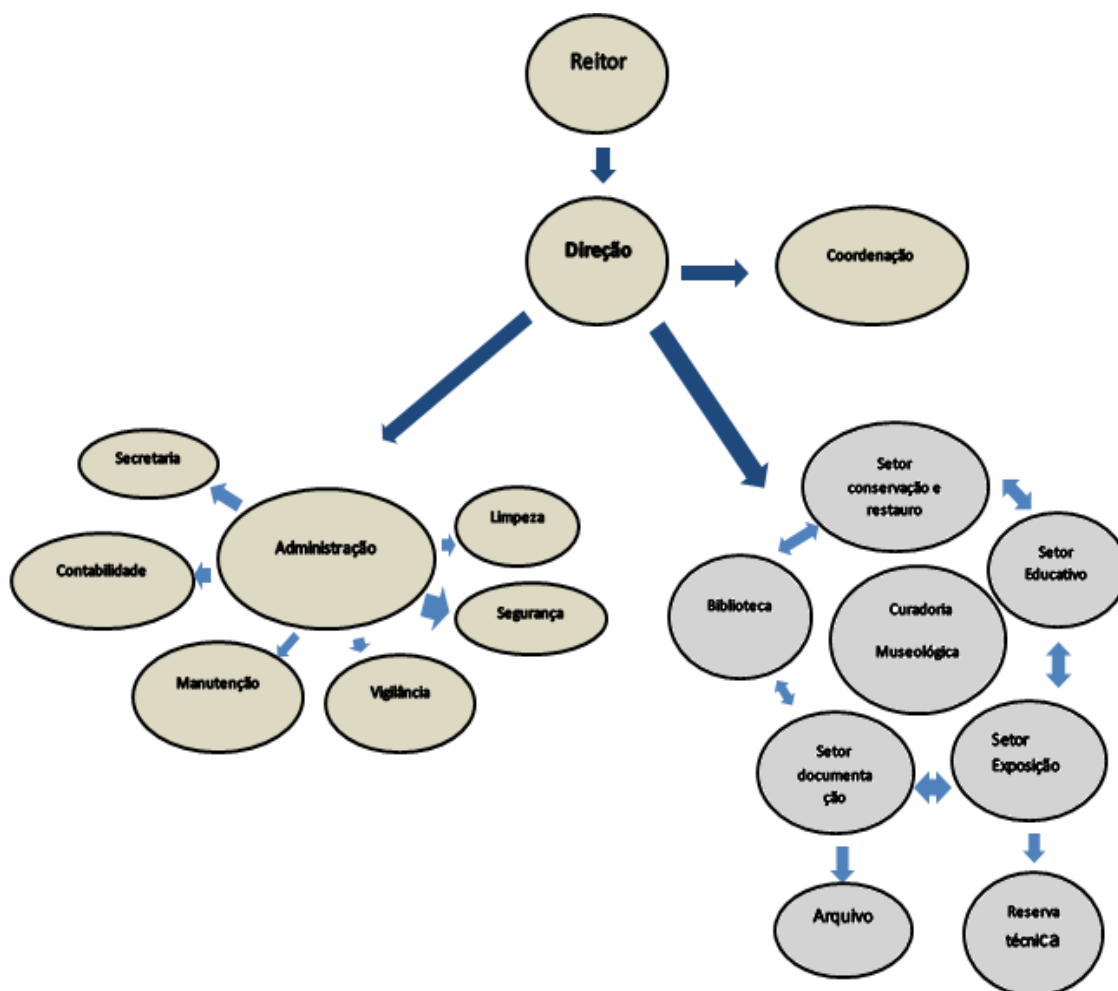 Reitor
Direção
Coordenação
Secretaria
Administração
Limpeza
Contabilidade
Segurança
Manutenção
Vigilância
Setor
conservação e
restauro
Setor
Educativo
Biblioteca
Curadoria
Museológica
Setor
documenta
ção
Setor
Exposição
Arquivo
Reserva
técnica